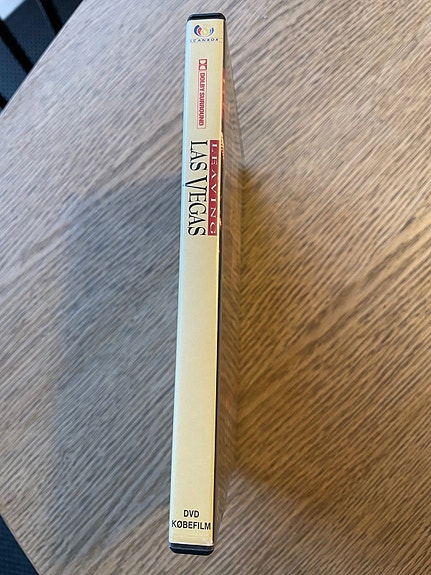 SCANBOX
DOLBY SURROUND
LEAVING
LAS VEGAS
DVD
KØBEFILM